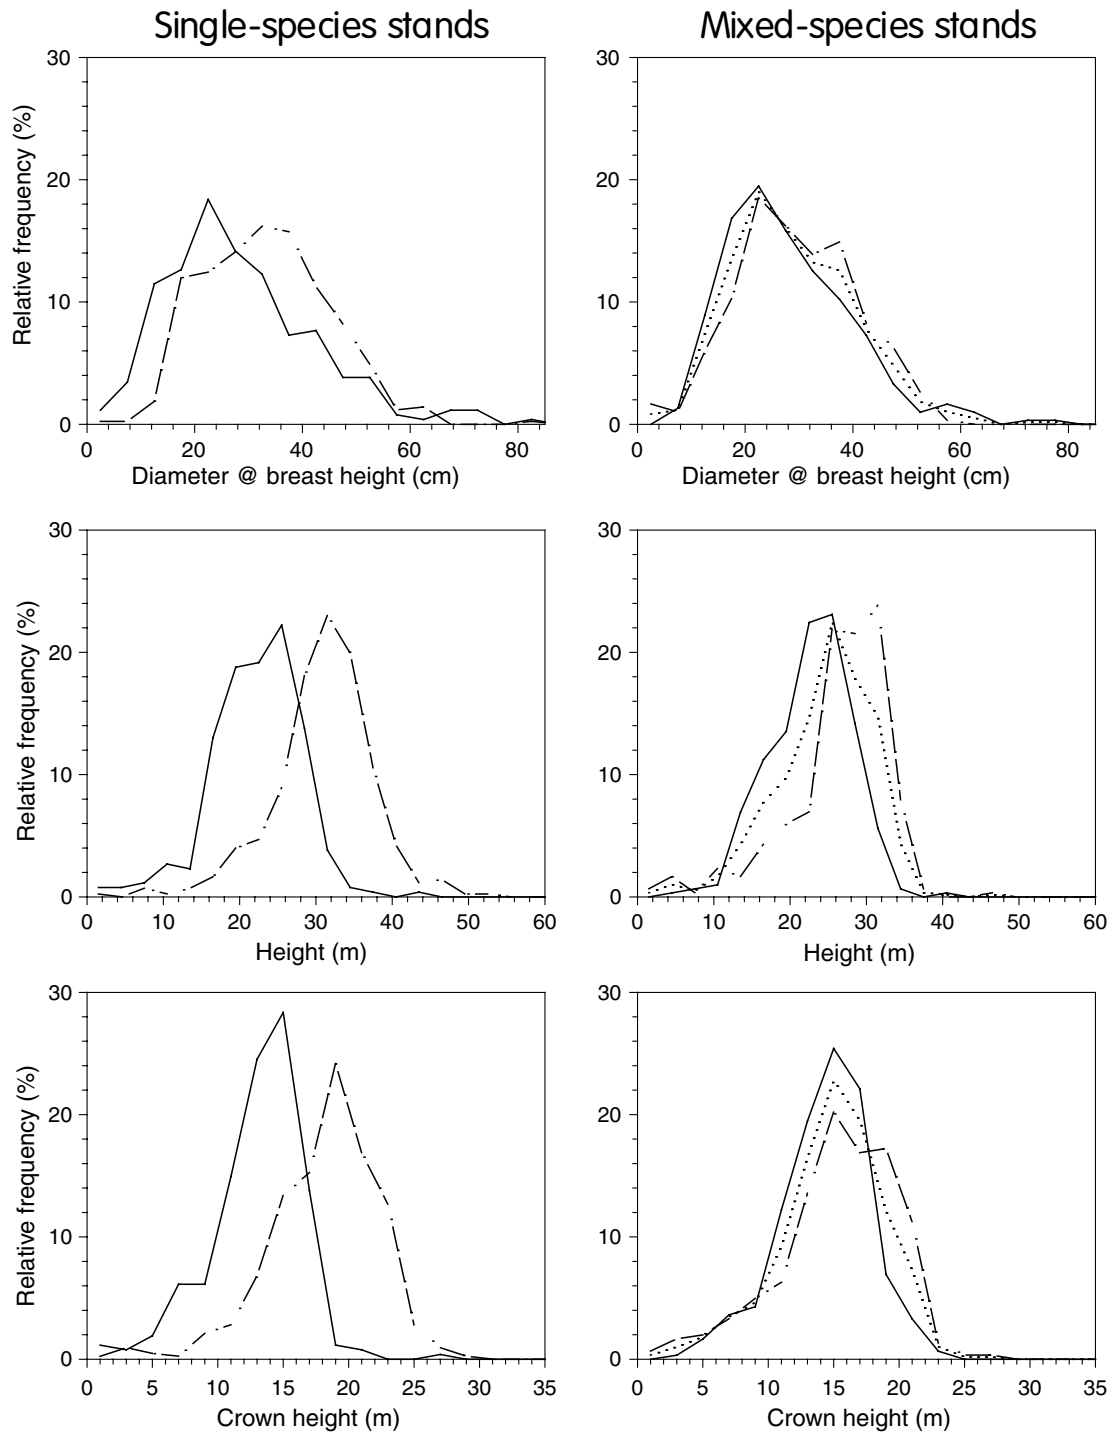 Single-species stands
Mixed-species stands
30
20
10
0
Relative frequency (%)
0 20 40 60 80
Diameter @ breast height (cm)
30
20
10
0
Relative frequency (%)
0 20 40 60 80
Diameter @ breast height (cm)
30
20
10
0
Relative frequency (%)
0 10 20 30 40 50 60
Height (m)
30
20
10
0
0 10 20 30 40 50 60
Height (m)
30
20
10
0
Relative frequency (%)
0 5 10 15 20 25 30 35
Crown height (m)
30
20
10
0
0 5 10 15 20 25 30 35
Crown height (m)